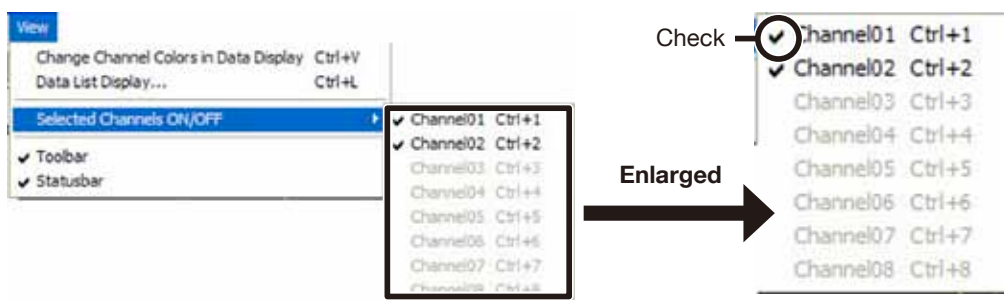 View
Change Channel Colors in Data Display Ctrl+V
Data List Display... Ctrl+L
Selected Channels ON/OFF
✓ Toolbar
✓ Statusbar
✓ Channel01 Ctrl+1
✓ Channel02 Ctrl+2
Channel03 Ctrl+3
Channel04 Ctrl+4
Channel05 Ctrl+5
Channel06 Ctrl+6
Channel07 Ctrl+7
Channel08 Ctrl+8
Enlarged
Check
✓ Channel01 Ctrl+1
✓ Channel02 Ctrl+2
Channel03 Ctrl+3
Channel04 Ctrl+4
Channel05 Ctrl+5
Channel06 Ctrl+6
Channel07 Ctrl+7
Channel08 Ctrl+8